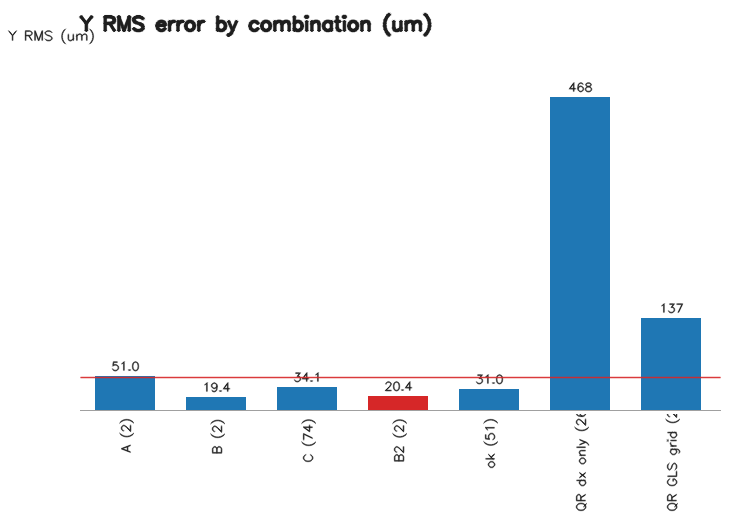 Y RMS error by combination (um)
Y RMS (um)
468
137
51.0
34.1
31.0
20.4
19.4
A (2)
B (2)
C (74)
B2 (2)
ok (51)
QR dx only
QR GLS grid